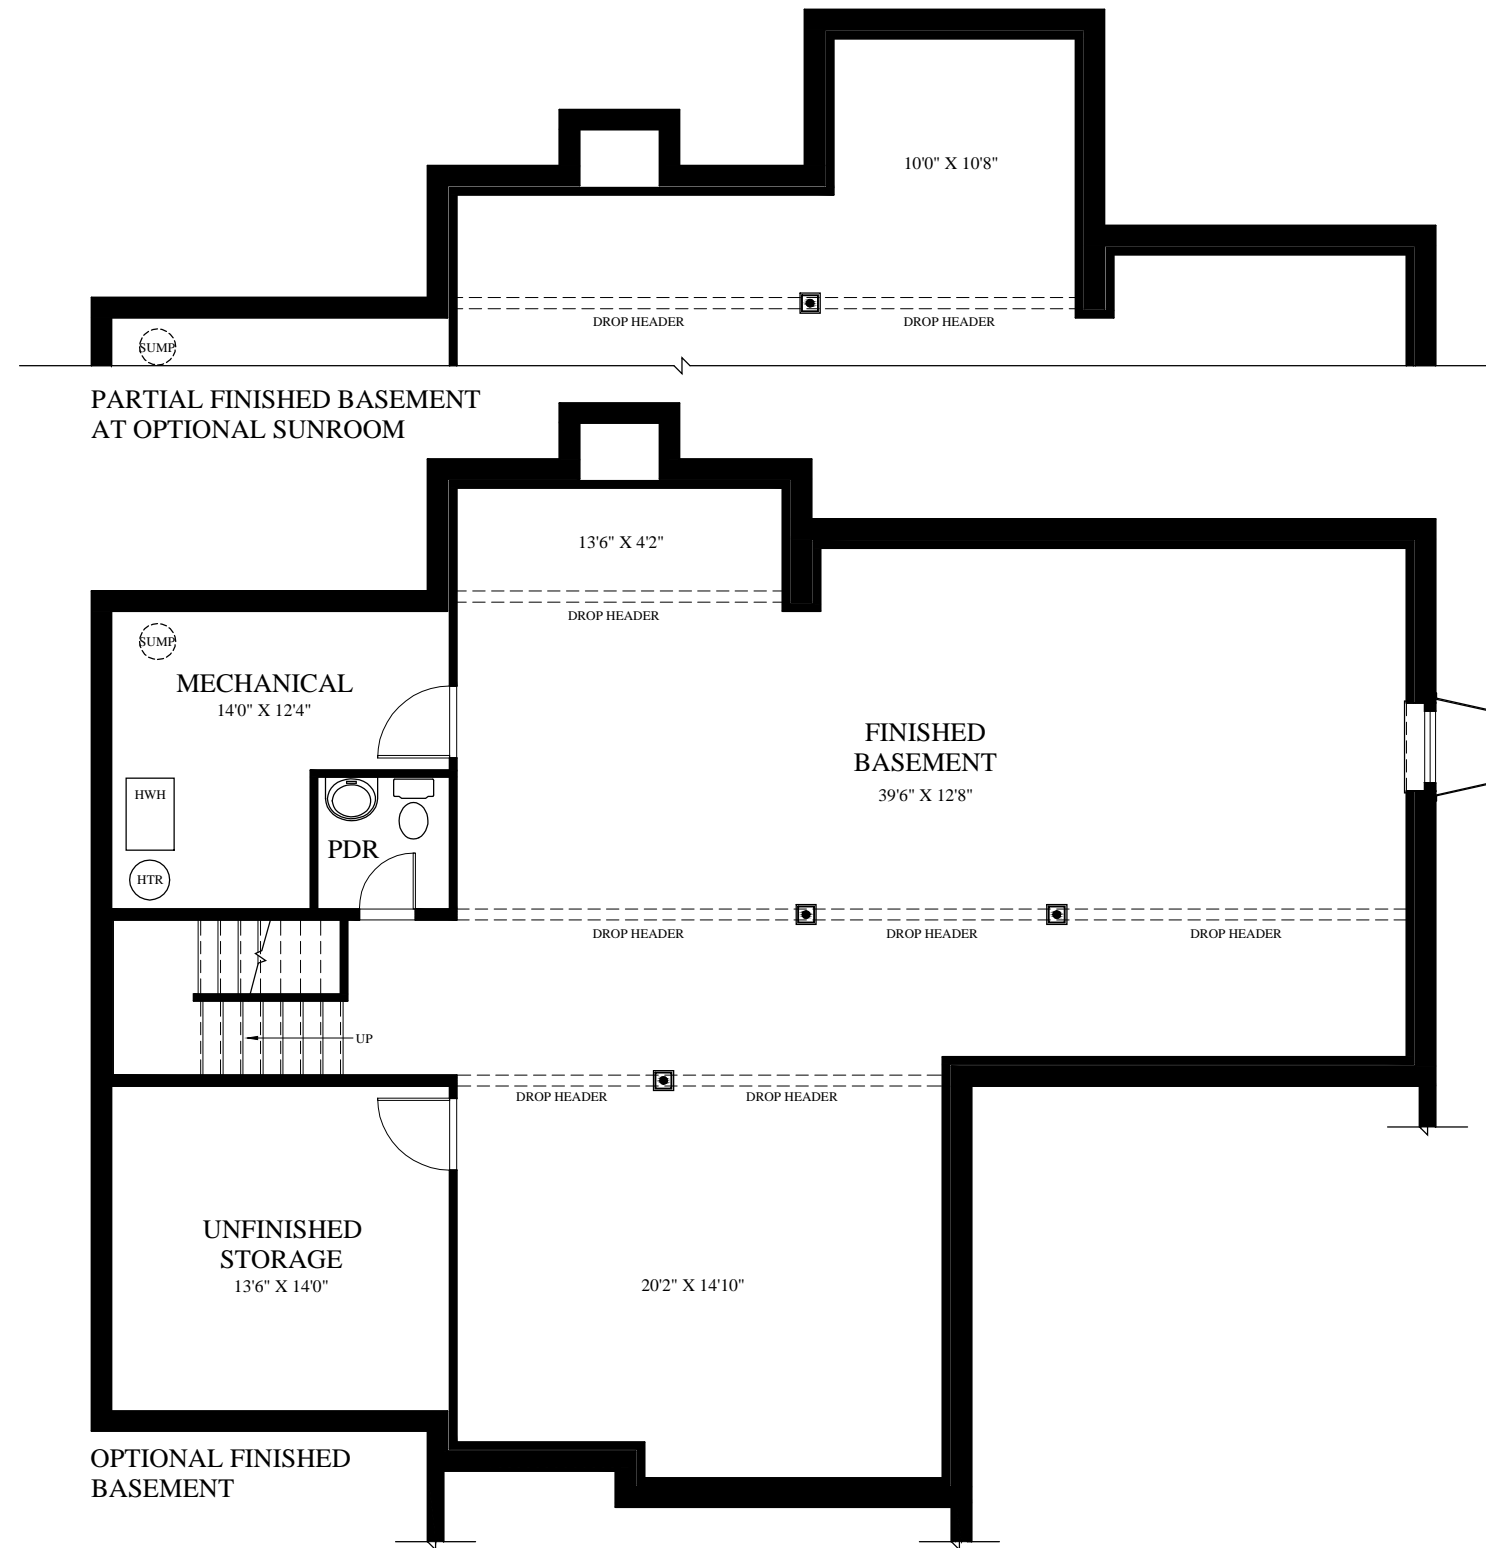 10'0" X 10'8"
DROP HEADER
DROP HEADER
SUMP
PARTIAL FINISHED BASEMENT
AT OPTIONAL SUNROOM
13'6" X 4'2"
DROP HEADER
SUMP
MECHANICAL
14'0" X 12'4"
FINISHED
BASEMENT
39'6" X 12'8"
HWH
PDR
HTR
DROP HEADER
DROP HEADER
DROP HEADER
UP
DROP HEADER
DROP HEADER
UNFINISHED
STORAGE
13'6" X 14'0"
20'2" X 14'10"
OPTIONAL FINISHED
BASEMENT